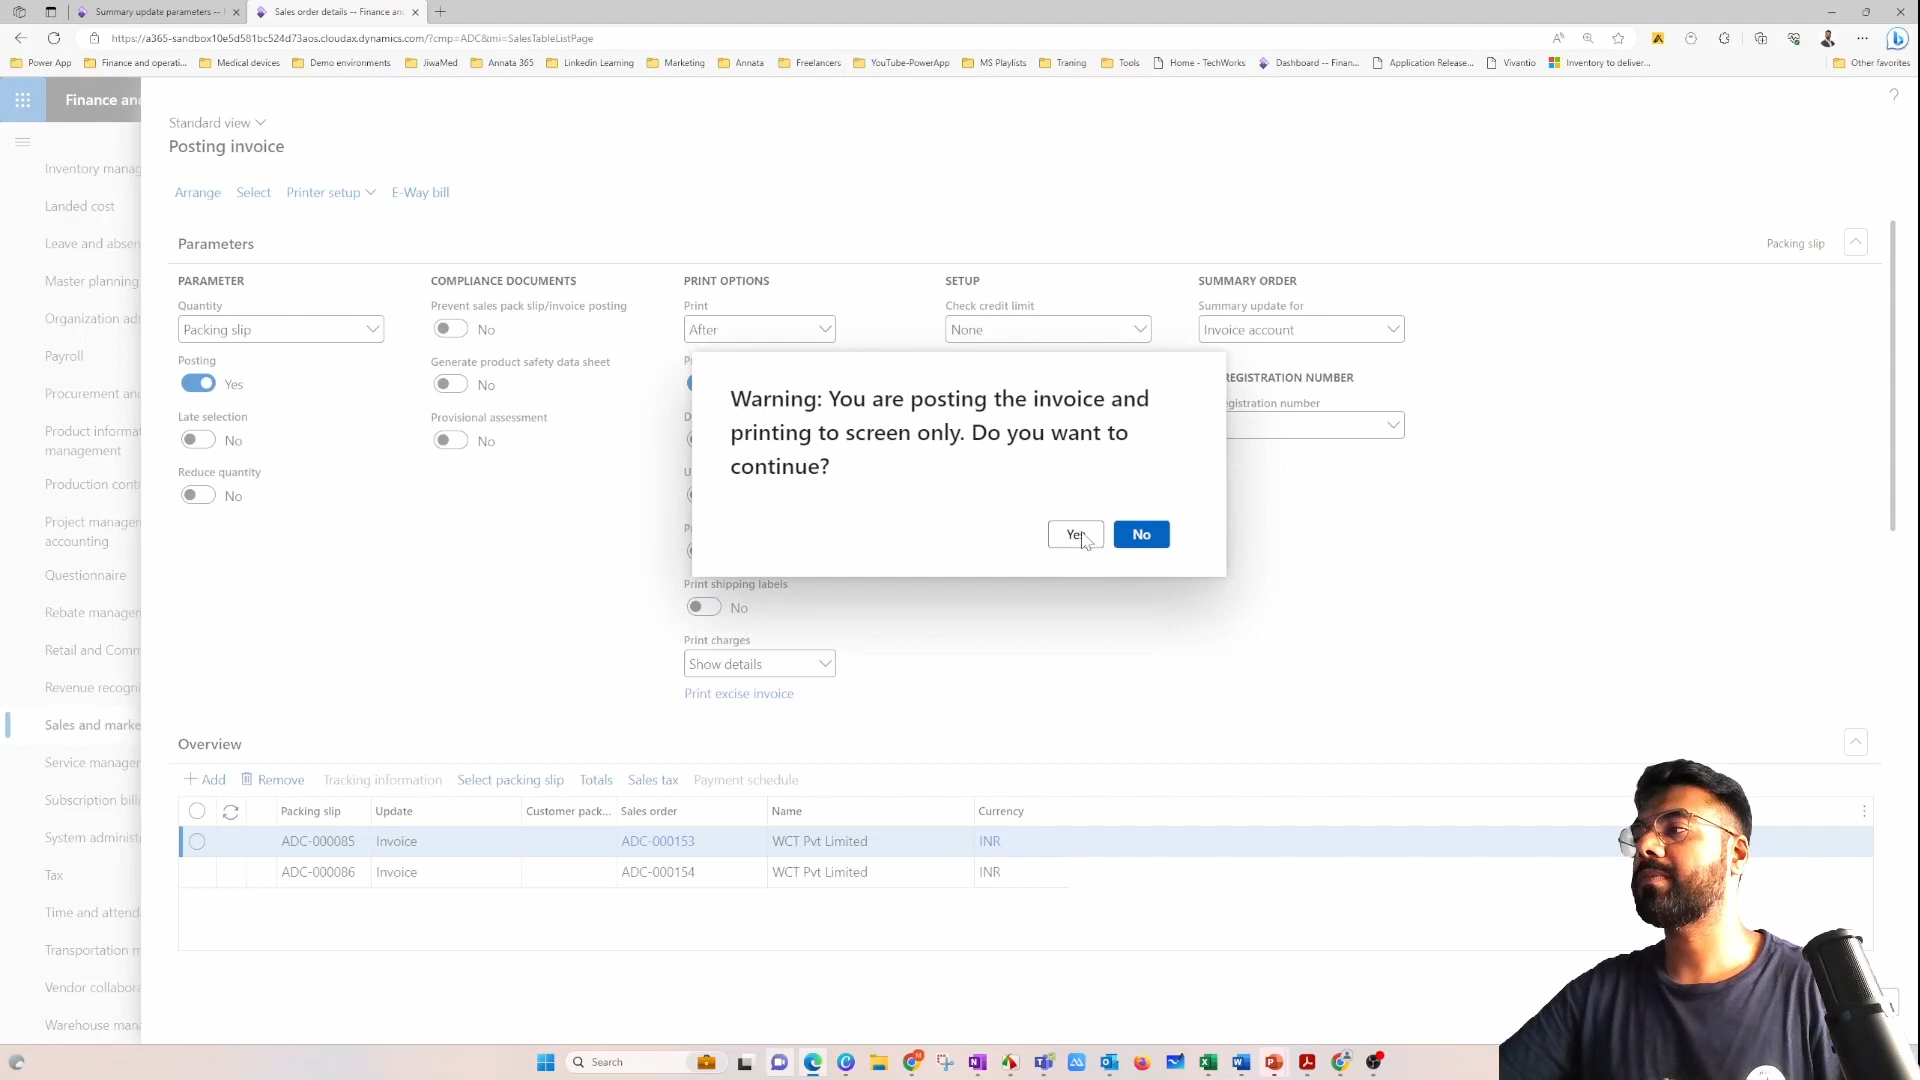 Summary update parameters -- F
Sales order details -- Finance and
https://a365-sandbox10e5d581bc524d73aos.cloudax.dynamics.com/?cmp=ADC&mi=SalesTableListPage
Power App
Finance and operati...
Medical devices
Demo environments
JiwaMed
Annata 365
Linkedin Learning
Marketing
Annata
Freelancers
YouTube-PowerApp
MS Playlists
Traning
Tools
Home - TechWorks
Dashboard -- Finan...
Application Release...
Vivantio
Inventory to deliver...
Other favorites
Finance and
?
Standard view
Posting invoice
Arrange Select Printer setup E-Way bill
Inventory manag
Landed cost
Leave and absen
Master planning
Organization ad
Payroll
Procurement and
Product informat
management
Production contr
Project manager
accounting
Questionnaire
Rebate managem
Retail and Comm
Revenue recogni
Sales and marke
Service manager
Subscription billi
System administ
Tax
Time and attend
Transportation m
Vendor collabora
Warehouse mana
Parameters
Packing slip
PARAMETER
Quantity
Packing slip
Posting
Yes
Late selection
No
Reduce quantity
No
COMPLIANCE DOCUMENTS
Prevent sales pack slip/invoice posting
No
Generate product safety data sheet
No
Provisional assessment
No
PRINT OPTIONS
Print
After
Print shipping labels
No
Print charges
Show details
Print excise invoice
SETUP
Check credit limit
None
SUMMARY ORDER
Summary update for
Invoice account
REGISTRATION NUMBER
egistration number
Warning: You are posting the invoice and
printing to screen only. Do you want to
continue?
Yes
No
Overview
Add Remove Tracking information Select packing slip Totals Sales tax Payment schedule
Packing slip Update Customer pack... Sales order Name Currency
ADC-000085 Invoice ADC-000153 WCT Pvt Limited INR
ADC-000086 Invoice ADC-000154 WCT Pvt Limited INR
Search